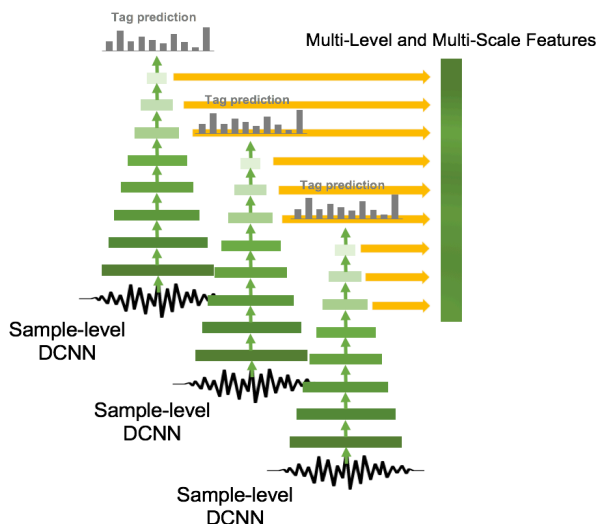 Tag prediction
Multi-Level and Multi-Scale Features
Tag prediction
Tag prediction
Sample-level
DCNN
Sample-level
DCNN
Sample-level
DCNN